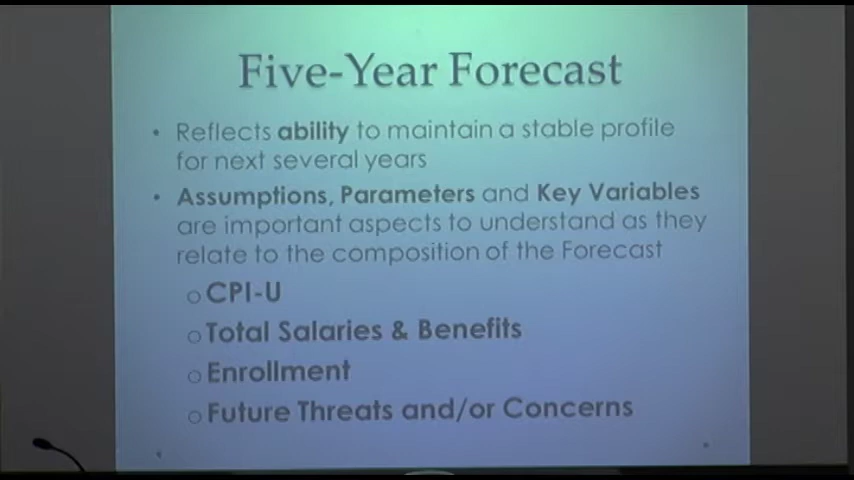 Five-Year Forecast
• Reflects ability to maintain a stable profile
for next several years
• Assumptions, Parameters and Key Variables
are important aspects to understand as they
relate to the composition of the Forecast
o CPI-U
o Total Salaries & Benefits
o Enrollment
o Future Threats and/or Concerns